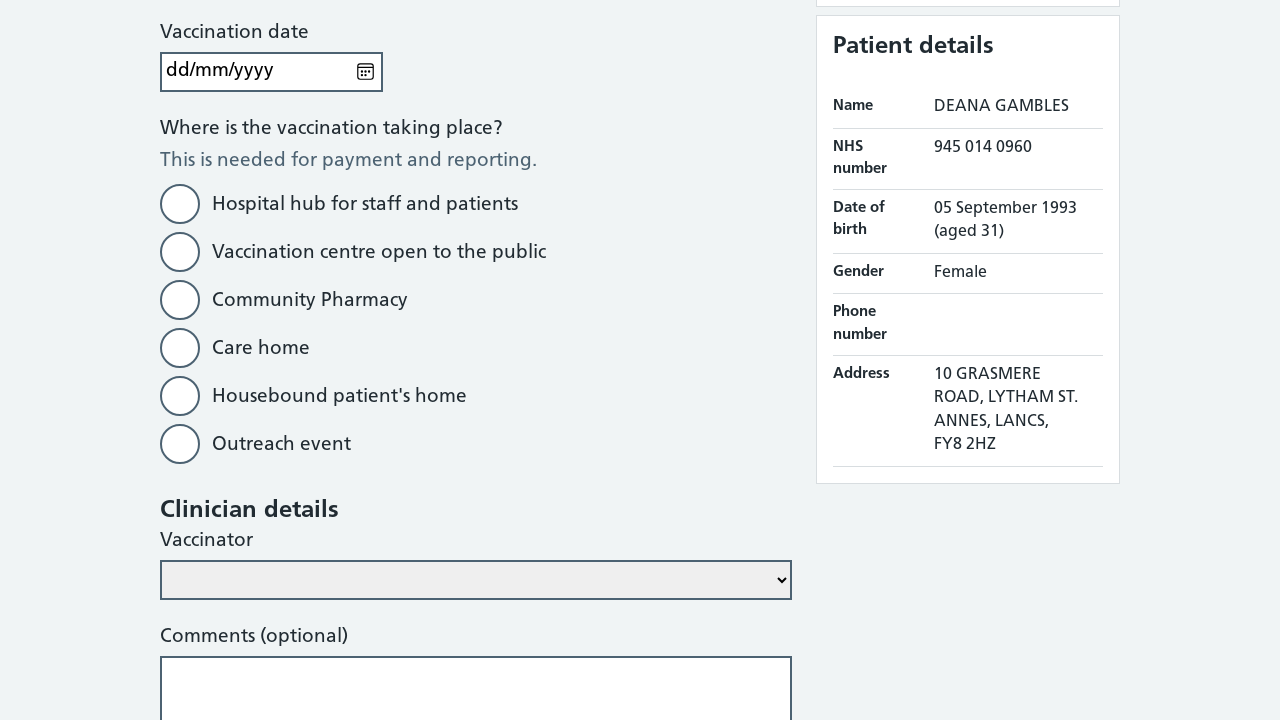 Vaccination date
dd/mm/yyyy
Where is the vaccination taking place?
This is needed for payment and reporting.
Hospital hub for staff and patients
Vaccination centre open to the public
Community Pharmacy
Care home
Housebound patient's home
Outreach event
Clinician details
Vaccinator
Comments (optional)
Patient details
Name DEANA GAMBLES
NHS number 945 014 0960
Date of birth 05 September 1993
(aged 31)
Gender Female
Phone number
Address 10 GRASMERE
ROAD, LYTHAM ST.
ANNES, LANCS,
FY8 2HZ